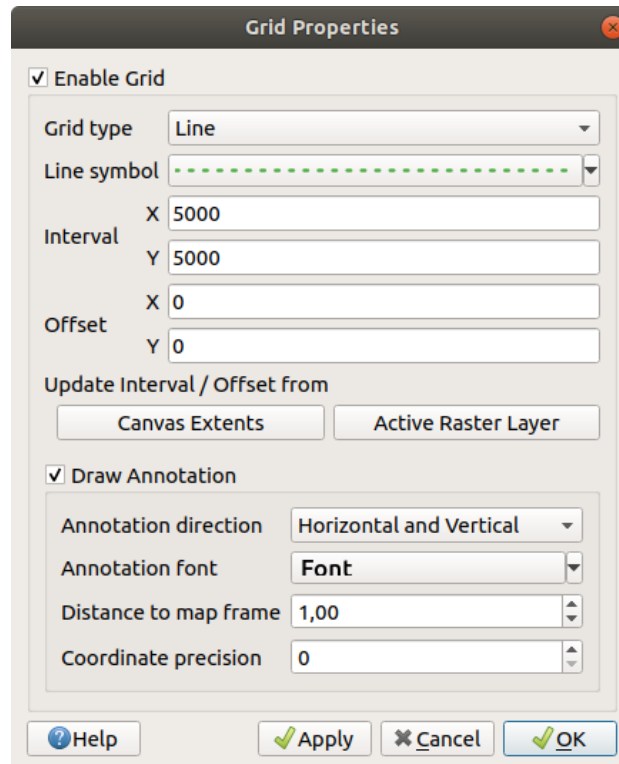 Grid Properties
Enable Grid
Grid type Line
Line symbol
Interval
X 5000
Y 5000
Offset
X 0
Y 0
Update Interval / Offset from
Canvas Extents Active Raster Layer
Draw Annotation
Annotation direction Horizontal and Vertical
Annotation font Font
Distance to map frame 1,00
Coordinate precision 0
Help Apply Cancel OK